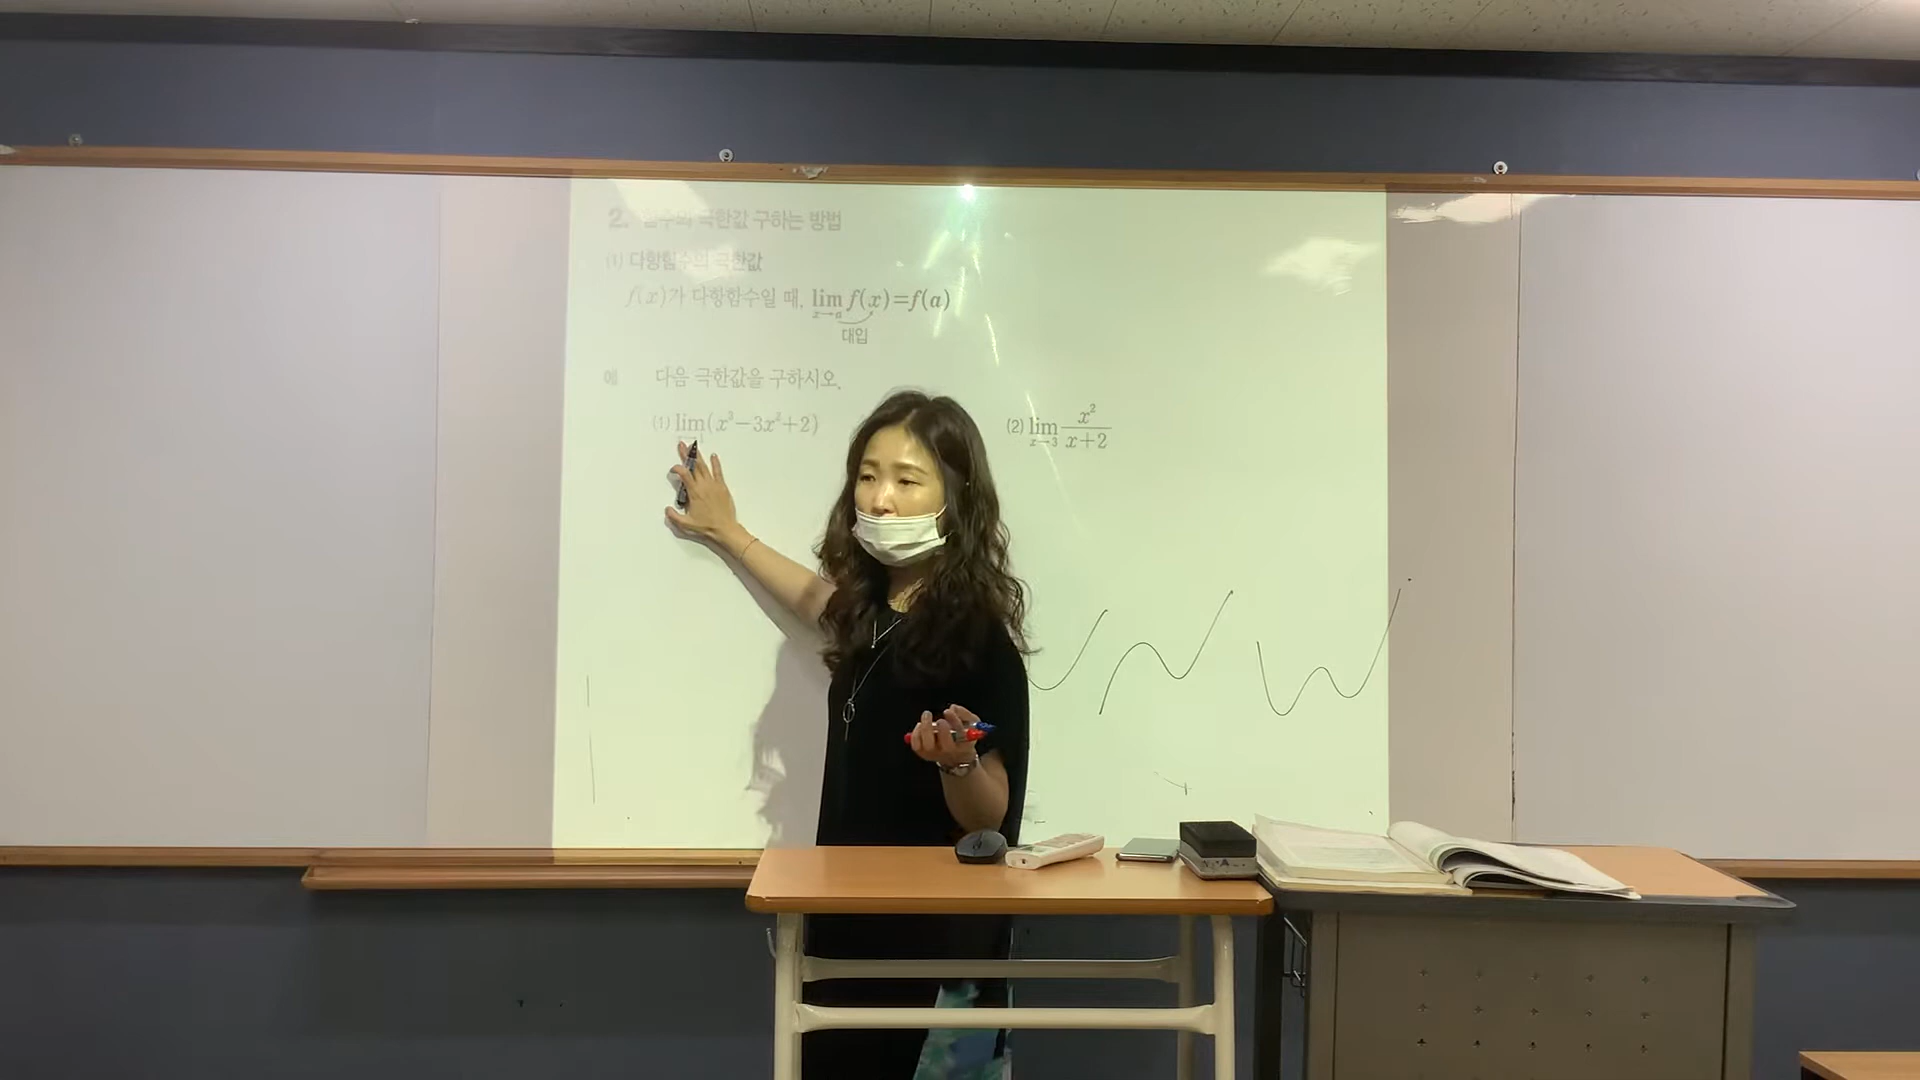 2. 함수의 극한값 구하는 방법
(1) 다항함수의 극한값
f(x)가 다항함수일 때, lim x→a f(x)=f(a)
대입
예 다음 극한값을 구하시오.
(1) lim (x³−3x²+2) (2) lim x→3 x²/(x+2)